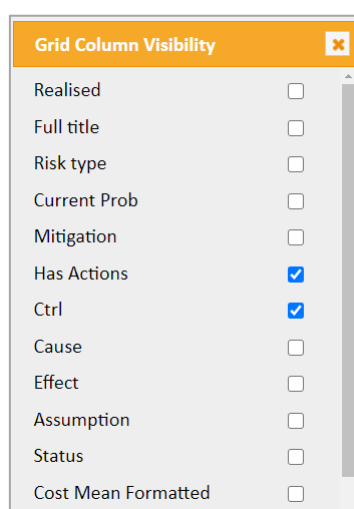 Grid Column Visibility
Realised
Full title
Risk type
Current Prob
Mitigation
Has Actions
Ctrl
Cause
Effect
Assumption
Status
Cost Mean Formatted